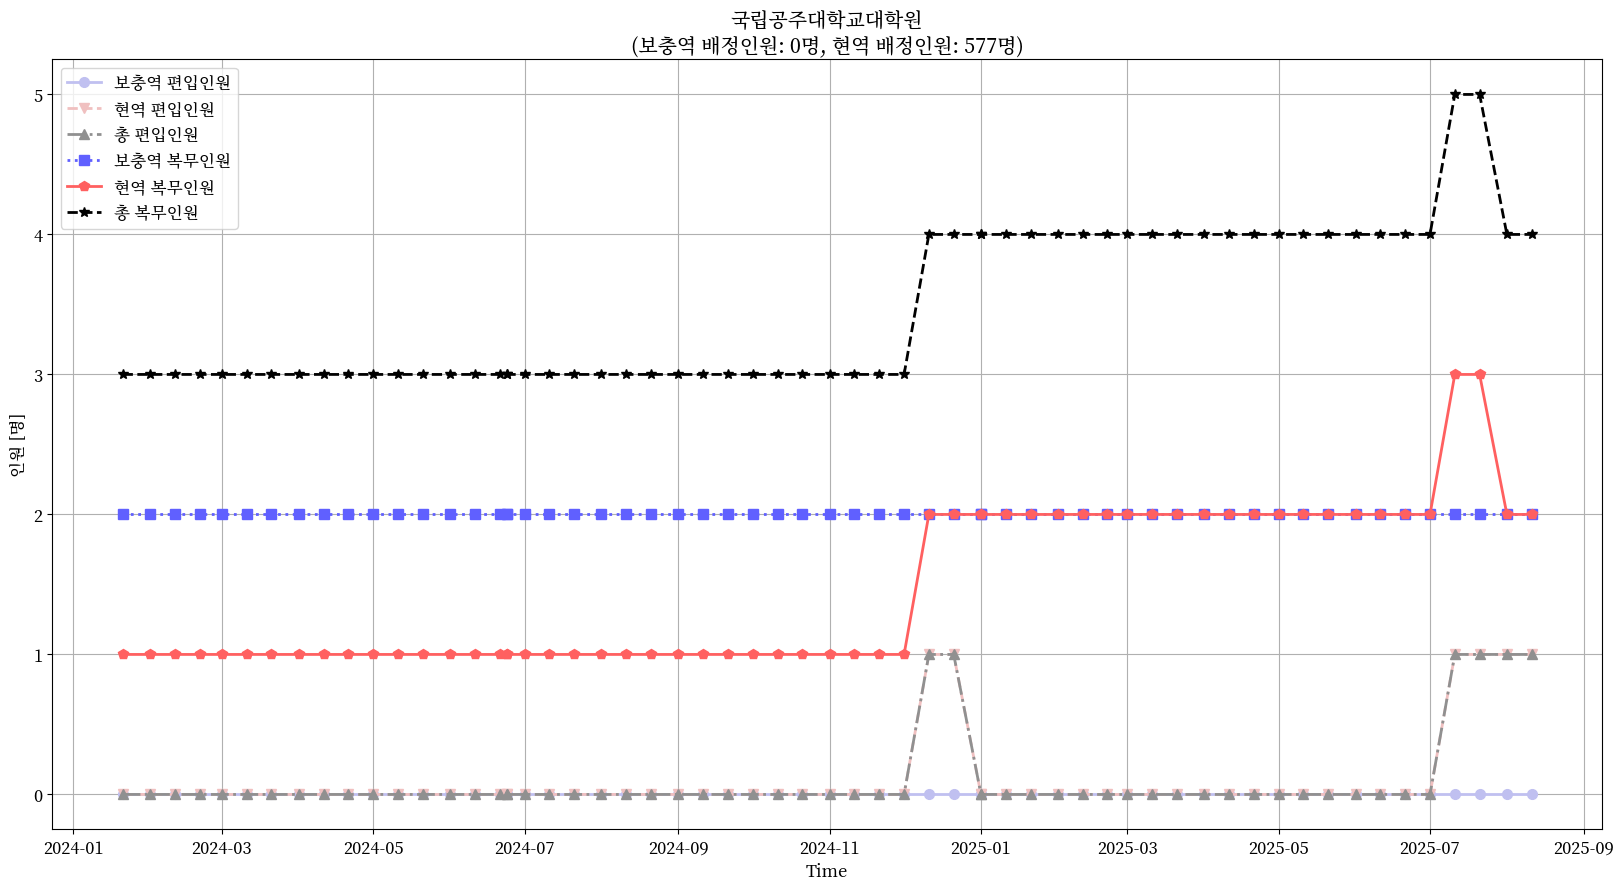 국립공주대학교대학원
(보충역 배정인원: 0명, 현역 배정인원: 577명)
보충역 편입인원
현역 편입인원
총 편입인원
보충역 복무인원
현역 복무인원
총 복무인원
인원 [명]
5
4
3
2
1
0
2024-01
2024-03
2024-05
2024-07
2024-09
2024-11
2025-01
2025-03
2025-05
2025-07
2025-09
Time